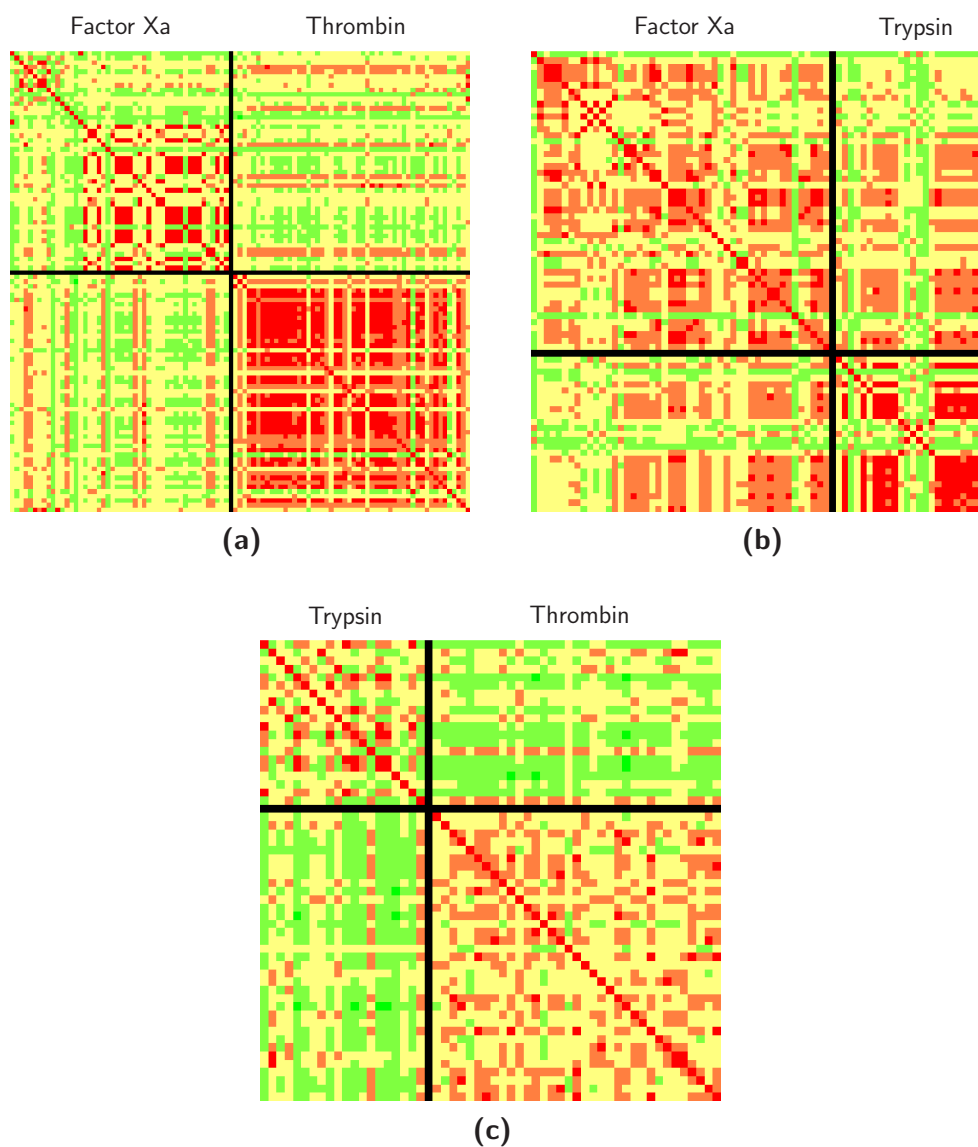 Factor Xa Thrombin
Factor Xa Trypsin
(a)
(b)
Trypsin Thrombin
(c)